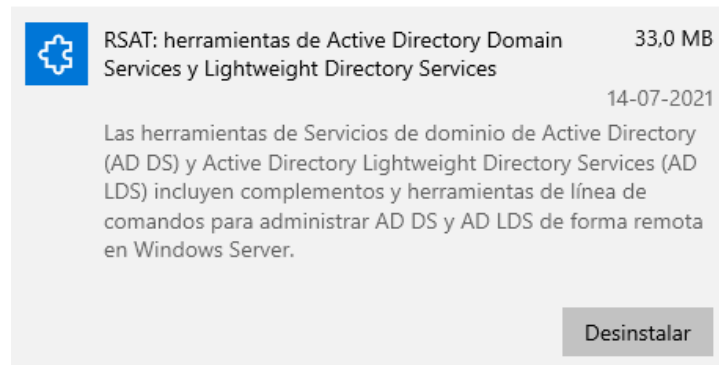 RSAT: herramientas de Active Directory Domain 33,0 MB
Services y Lightweight Directory Services
14-07-2021
Las herramientas de Servicios de dominio de Active Directory
(AD DS) y Active Directory Lightweight Directory Services (AD
LDS) incluyen complementos y herramientas de línea de
comandos para administrar AD DS y AD LDS de forma remota
en Windows Server.
Desinstalar